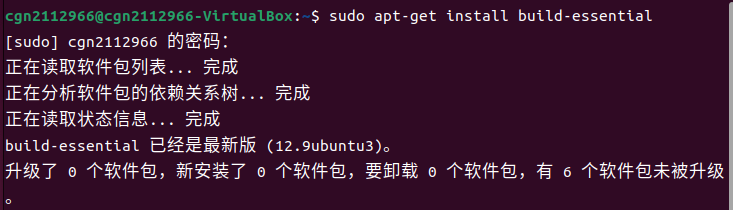 cgn2112966@cgn2112966-VirtualBox:~$ sudo apt-get install build-essential
[sudo] cgn2112966 的密码：
正在读取软件包列表... 完成
正在分析软件包的依赖关系树... 完成
正在读取状态信息... 完成
build-essential 已经是最新版 (12.9ubuntu3)。
升级了 0 个软件包，新安装了 0 个软件包，要卸载 0 个软件包，有 6 个软件包未被升级
。